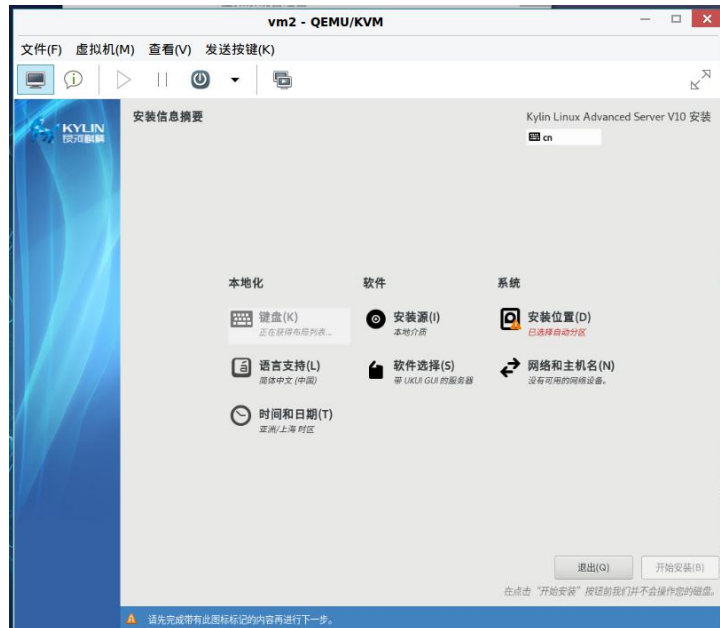 vm2 - QEMU/KVM
文件(F) 虚拟机(M) 查看(V) 发送按键(K)
KYLIN
银河麒麟
安装信息摘要
Kylin Linux Advanced Server V10 安装
cn
本地化
软件
系统
键盘(K)
正在获得布局列表...
安装源(I)
本地介质
安装位置(D)
已选择自动分区
语言支持(L)
简体中文 (中国)
软件选择(S)
带 UKUI GUI 的服务器
网络和主机名(N)
没有可用的网络设备。
时间和日期(T)
亚洲/上海 时区
退出(Q)
开始安装(B)
在点击 "开始安装" 按钮前我们并不会操作您的磁盘。
请先完成带有此图标标记的内容再进行下一步。